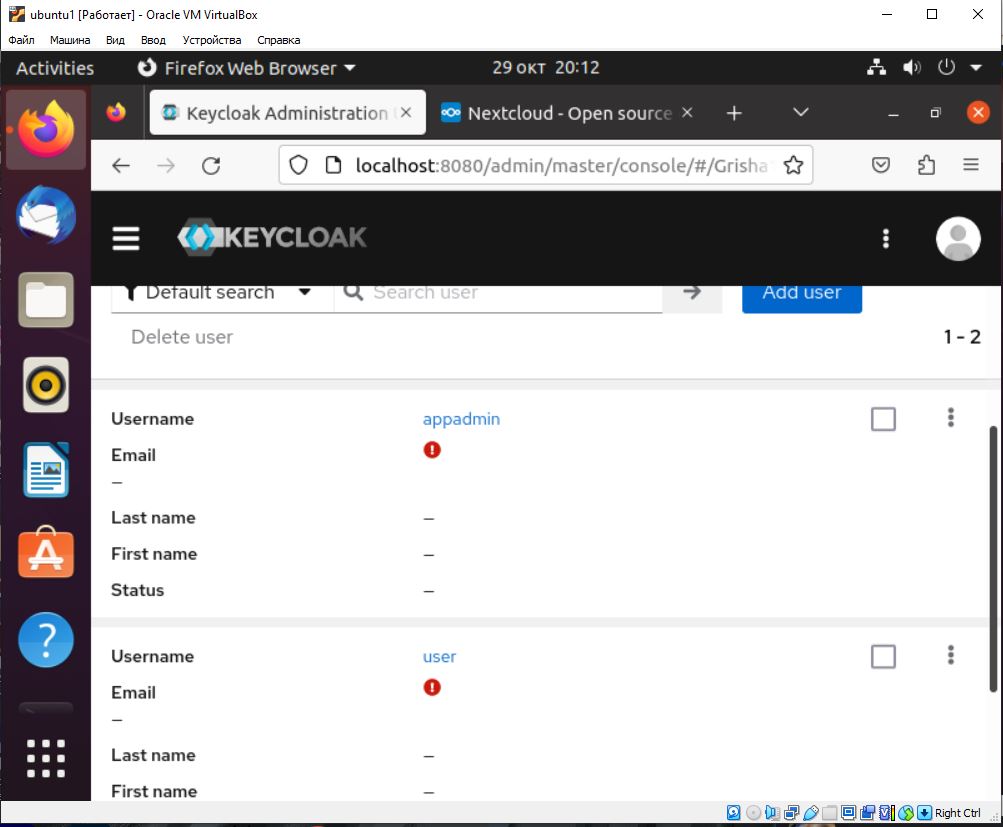 ubuntu1 [Работает] - Oracle VM VirtualBox
Файл Машина Вид Ввод Устройства Справка
Activities Firefox Web Browser 29 окт 20:12
Keycloak Administration Nextcloud - Open source
localhost:8080/admin/master/console/#/Grisha
KEYCLOAK
Default search Search user Add user
Delete user 1 - 2
Username appadmin
Email
–
Last name –
First name –
Status –
Username user
Email
–
Last name –
First name –
Right Ctrl